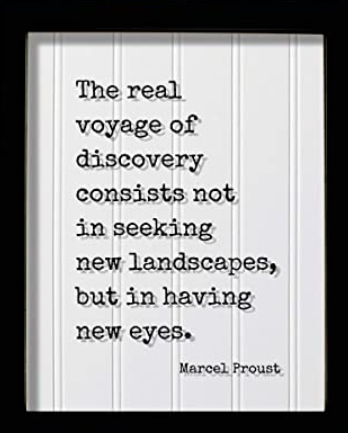 The real
voyage of
discovery
consists not
in seeking
new landscapes,
but in having
new eyes.
Marcel Proust